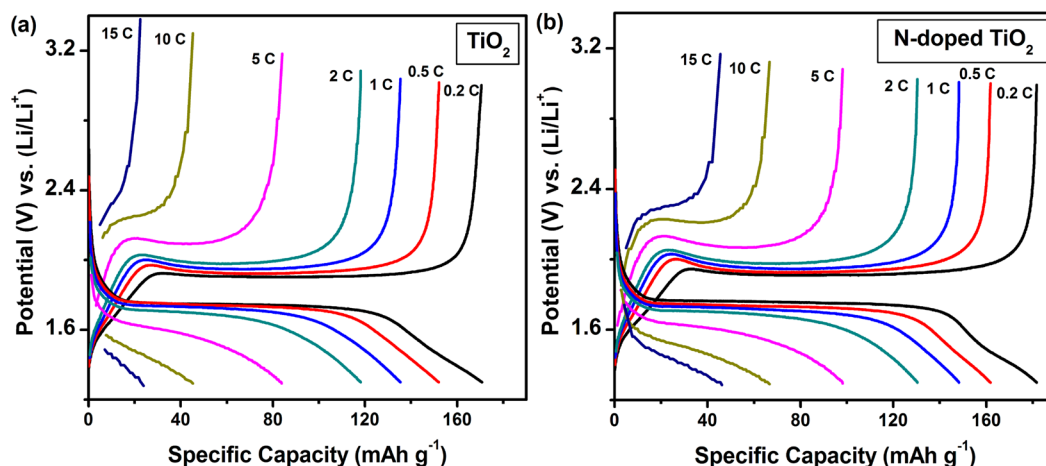 (a)
TiO₂
15 C
10 C
5 C
2 C
1 C
0.5 C
0.2 C
3.2
2.4
1.6
Potential (V) vs. (Li/Li⁺)
0 40 80 120 160
Specific Capacity (mAh g⁻¹)
(b)
N-doped TiO₂
15 C
10 C
5 C
2 C
1 C
0.5 C
0.2 C
3.2
2.4
1.6
Potential (V) vs. (Li/Li⁺)
0 40 80 120 160
Specific Capacity (mAh g⁻¹)